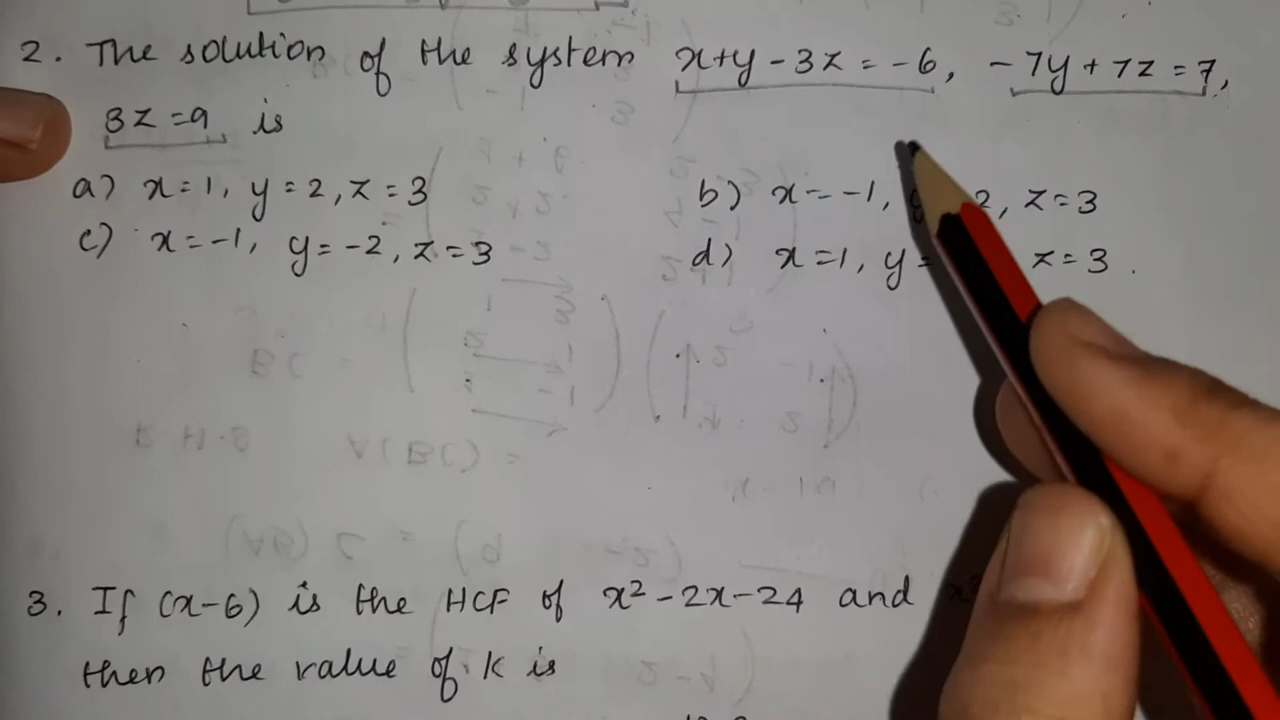 2. The solution of the system x+y-3z=-6, -7y+7z=7,
3z=9 is
a) x=1, y=2, z=3
b) x=-1, 2, z=3
c) x=-1, y=-2, z=3
d) x=1, y= z=3.
3. If (x-6) is the HCF of x²-2x-24 and
then the value of k is